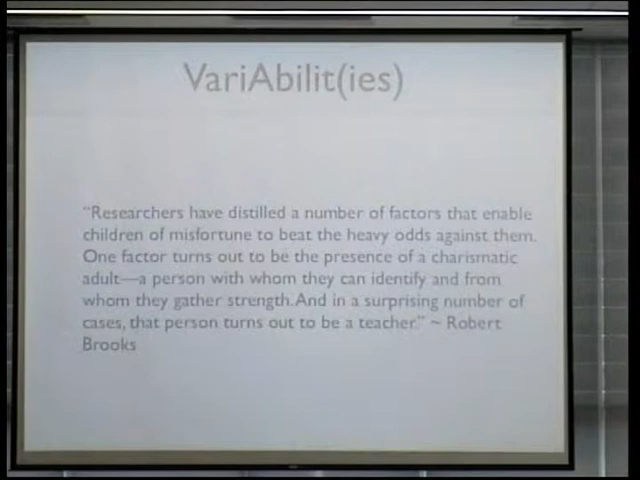 VariAbilit(ies)
“Researchers have distilled a number of factors that enable
children of misfortune to beat the heavy odds against them.
One factor turns out to be the presence of a charismatic
adult—a person with whom they can identify and from
whom they gather strength. And in a surprising number of
cases, that person turns out to be a teacher.” ~ Robert
Brooks